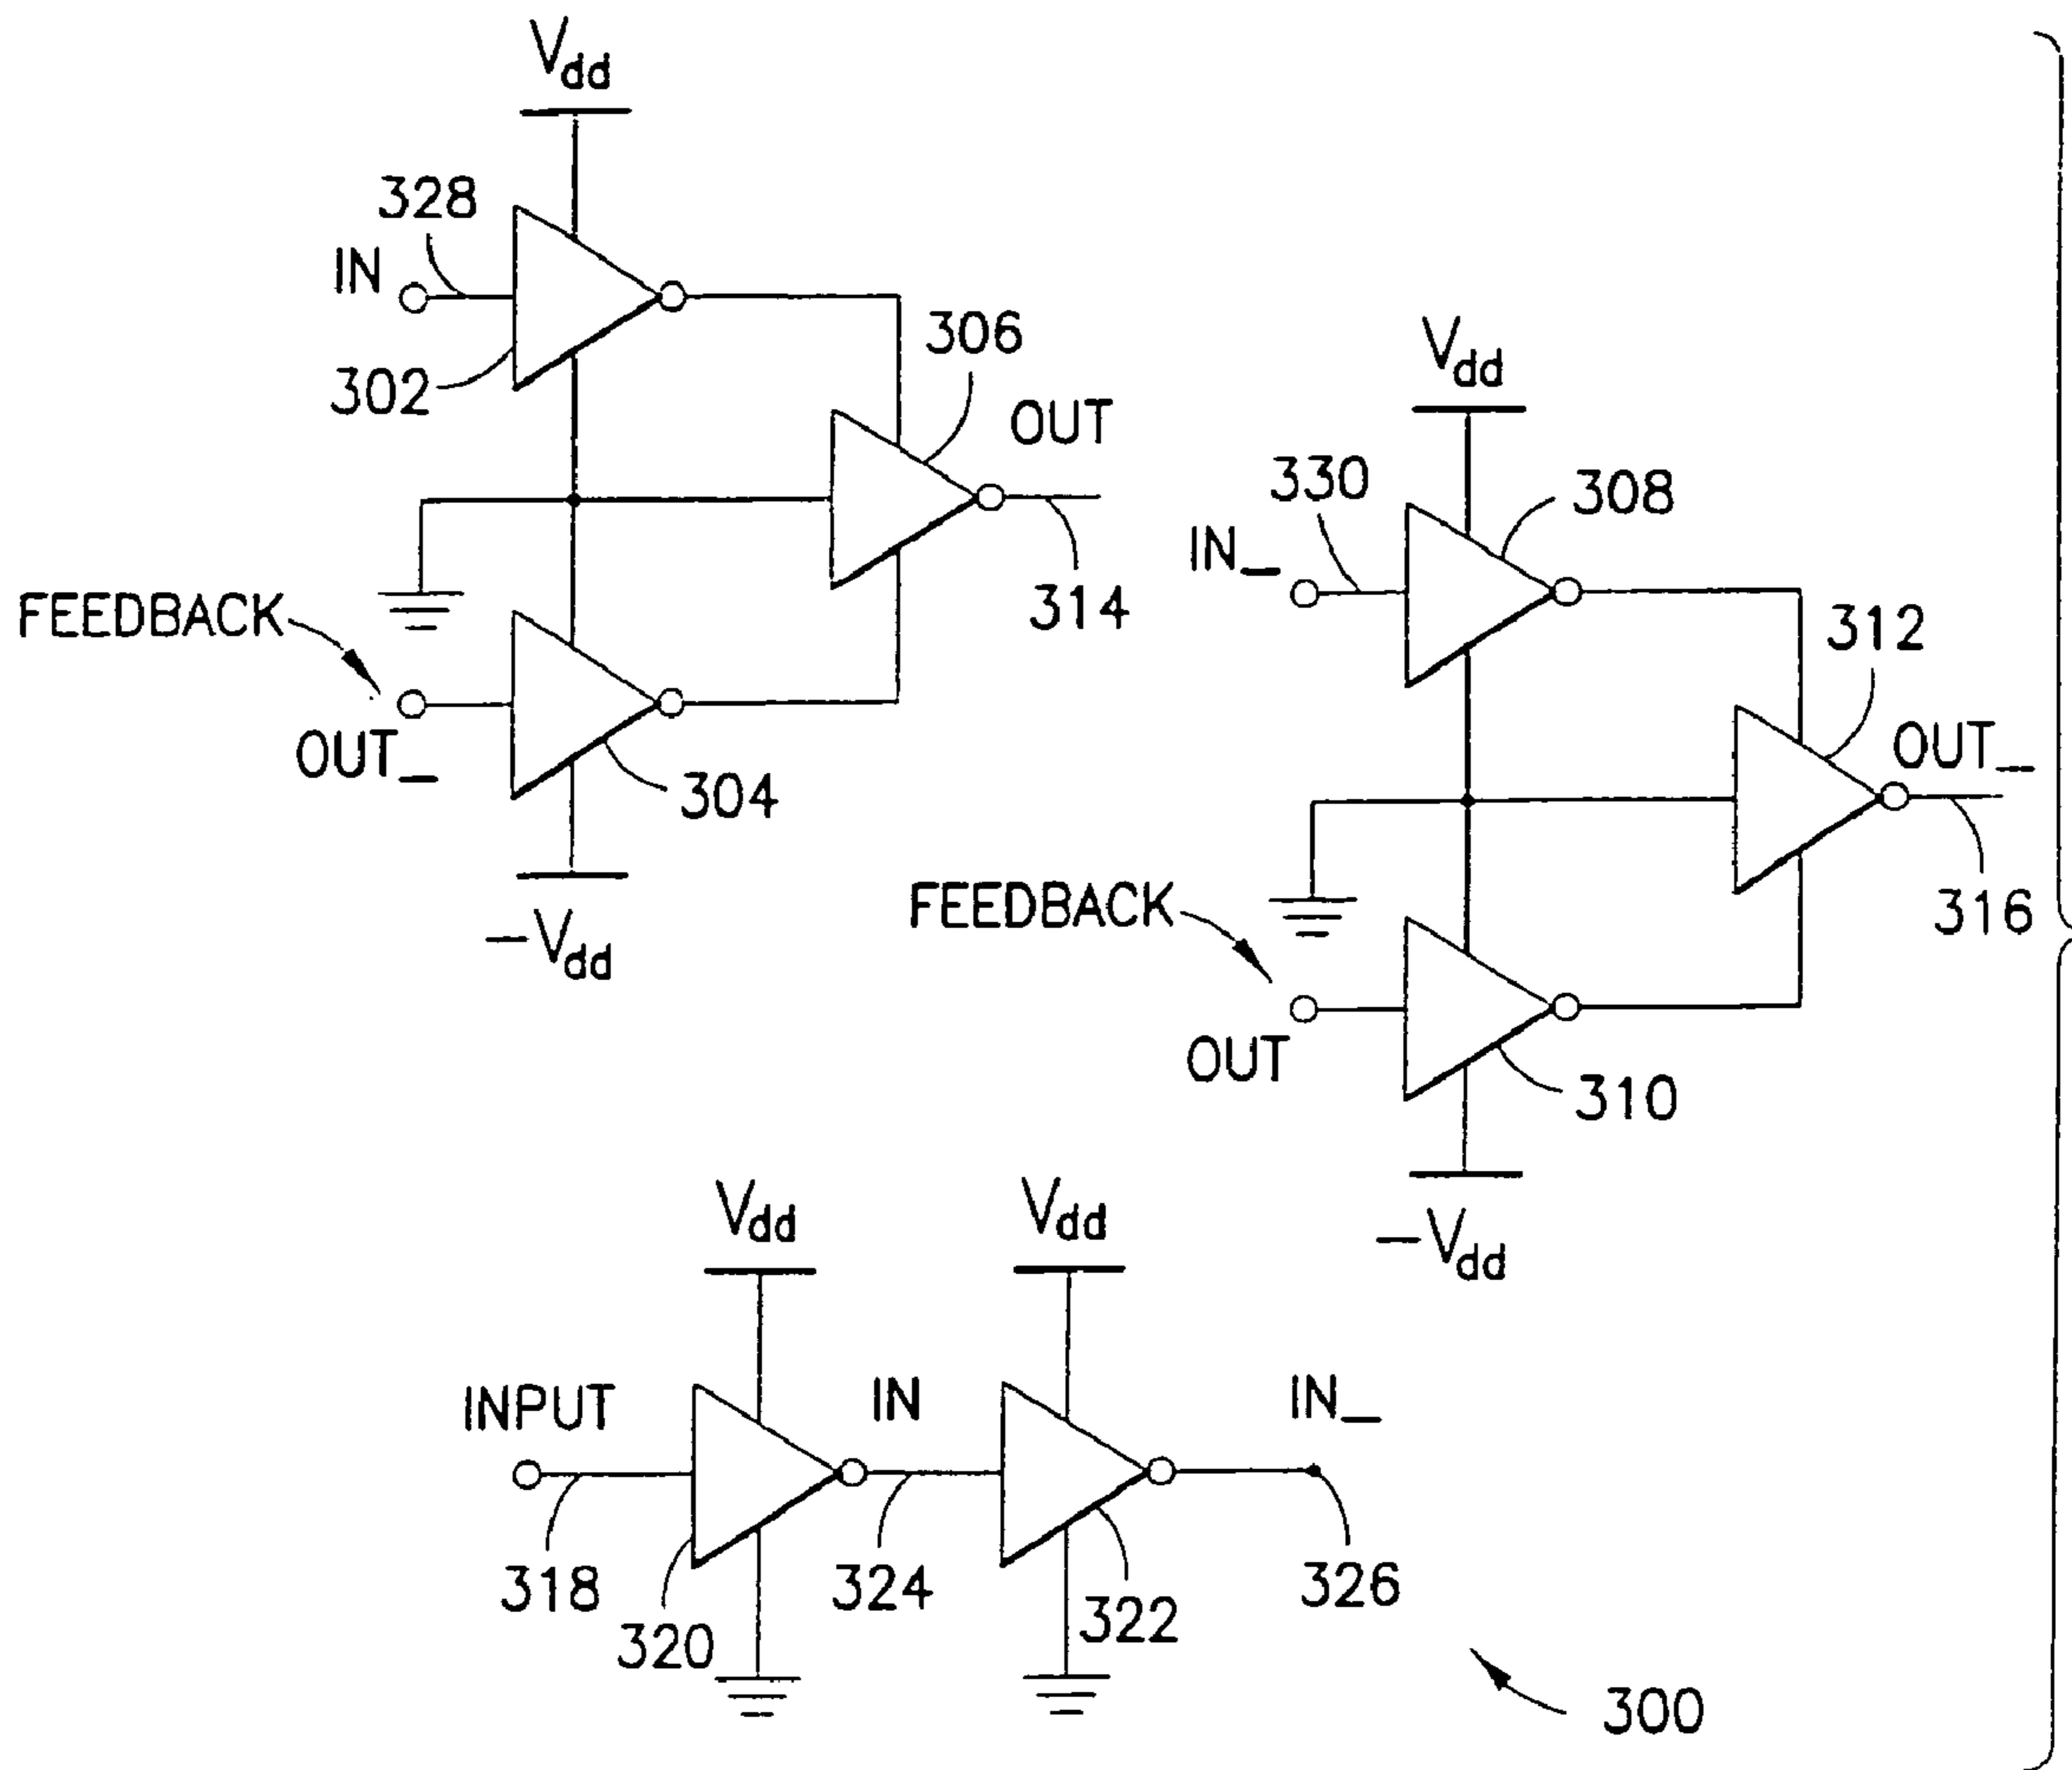 Vdd
328
IN
302
306
OUT
314
FEEDBACK
OUT_
304
-Vdd
Vdd
330
308
IN_
312
OUT_
316
FEEDBACK
OUT
310
-Vdd
Vdd
Vdd
INPUT
IN
IN_
318
320
324
322
326
300